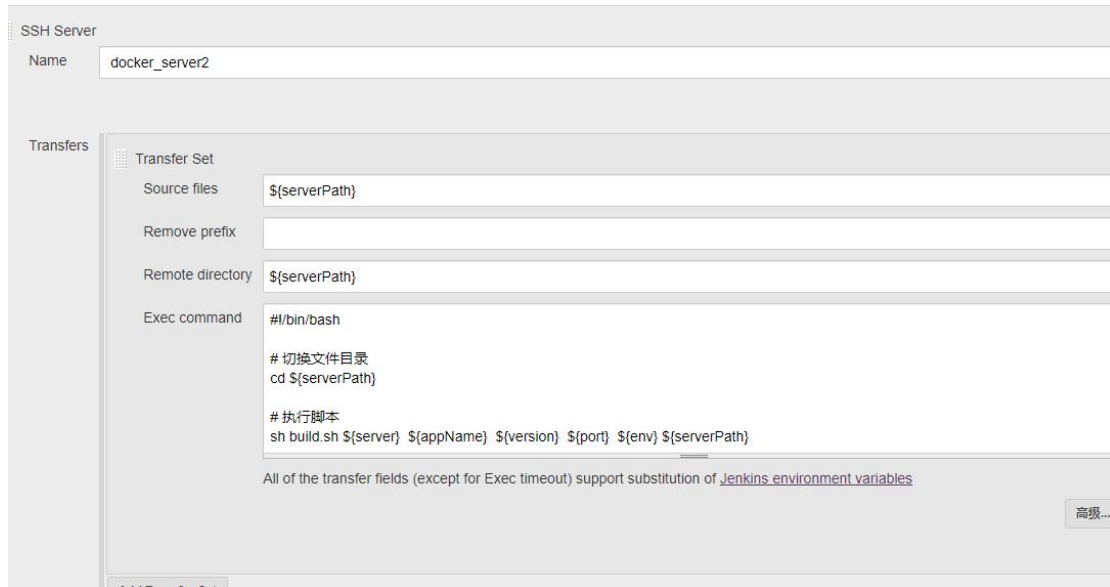 SSH Server
Name
docker_server2
Transfers
Transfer Set
Source files
${serverPath}
Remove prefix
Remote directory
${serverPath}
Exec command
#!/bin/bash
# 切换文件目录
cd ${serverPath}
# 执行脚本
sh build.sh ${server} ${appName} ${version} ${port} ${env} ${serverPath}
All of the transfer fields (except for Exec timeout) support substitution of Jenkins environment variables
高级...